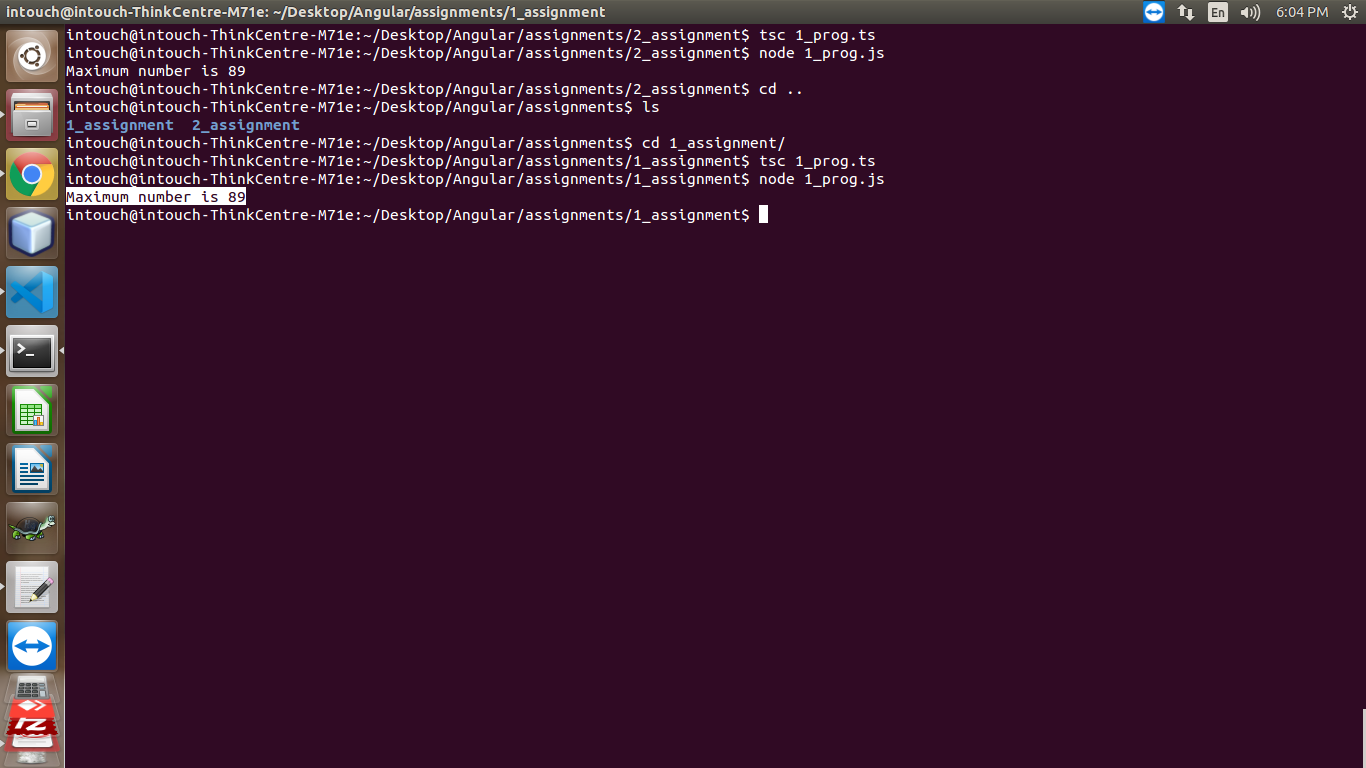 intouch@intouch-ThinkCentre-M71e: ~/Desktop/Angular/assignments/1_assignment
En
6:04 PM
intouch@intouch-ThinkCentre-M71e:~/Desktop/Angular/assignments/2_assignment$ tsc 1_prog.ts
intouch@intouch-ThinkCentre-M71e:~/Desktop/Angular/assignments/2_assignment$ node 1_prog.js
Maximum number is 89
intouch@intouch-ThinkCentre-M71e:~/Desktop/Angular/assignments/2_assignment$ cd ..
intouch@intouch-ThinkCentre-M71e:~/Desktop/Angular/assignments$ ls
1_assignment  2_assignment
intouch@intouch-ThinkCentre-M71e:~/Desktop/Angular/assignments$ cd 1_assignment/
intouch@intouch-ThinkCentre-M71e:~/Desktop/Angular/assignments/1_assignment$ tsc 1_prog.ts
intouch@intouch-ThinkCentre-M71e:~/Desktop/Angular/assignments/1_assignment$ node 1_prog.js
Maximum number is 89
intouch@intouch-ThinkCentre-M71e:~/Desktop/Angular/assignments/1_assignment$